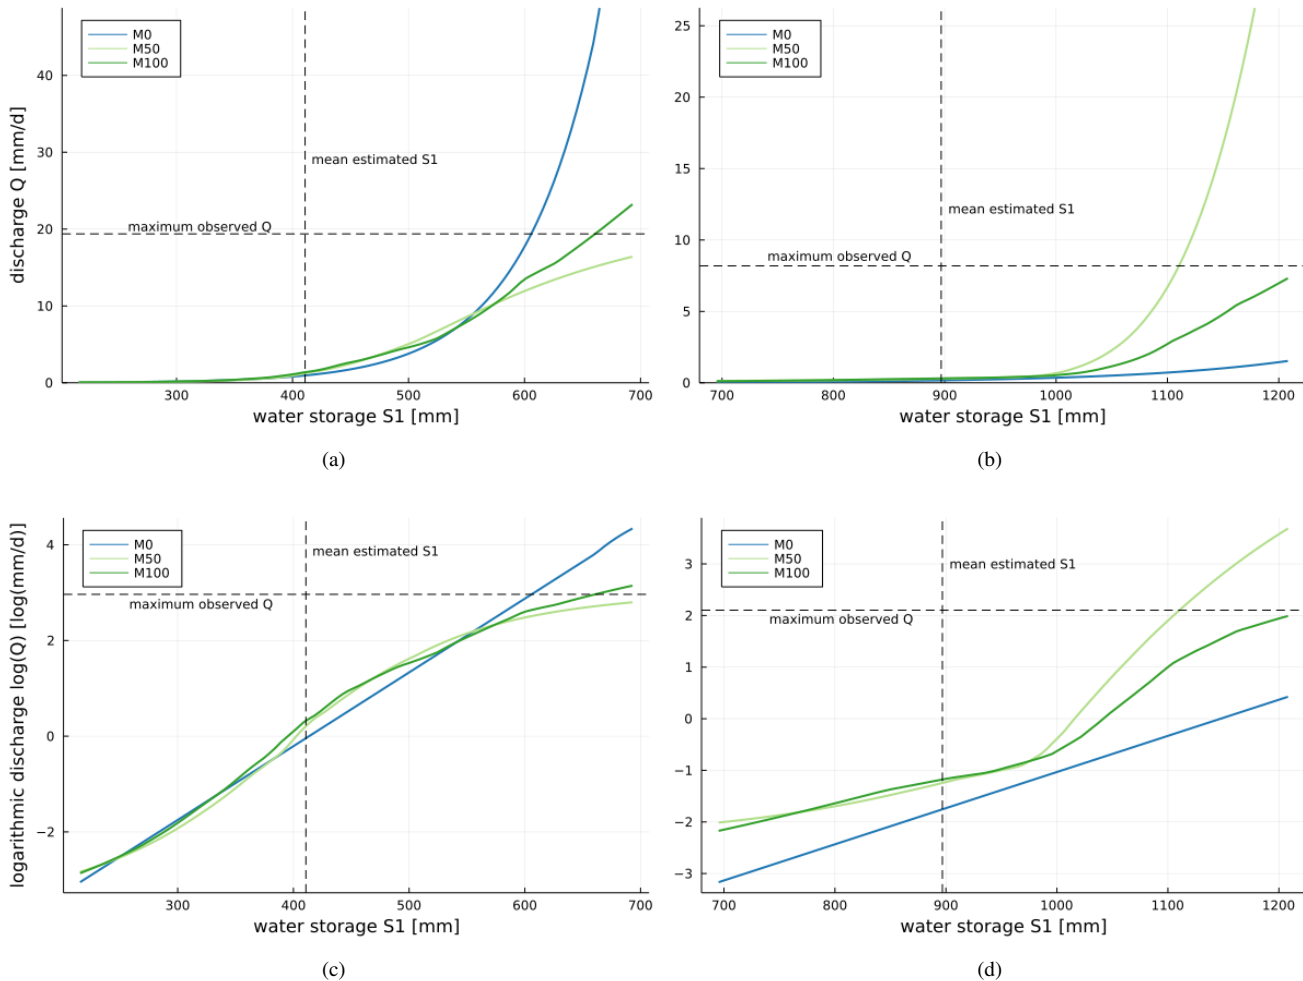 M0
M50
M100
mean estimated S1
maximum observed Q
discharge Q [mm/d]
40
30
20
10
0
300
400
500
600
700
water storage S1 [mm]
(a)
M0
M50
M100
mean estimated S1
maximum observed Q
25
20
15
10
5
0
700
800
900
1000
1100
1200
water storage S1 [mm]
(b)
M0
M50
M100
mean estimated S1
maximum observed Q
logarithmic discharge log(Q) [log(mm/d)]
4
2
0
−2
300
400
500
600
700
water storage S1 [mm]
(c)
M0
M50
M100
mean estimated S1
maximum observed Q
3
2
1
0
−1
−2
−3
700
800
900
1000
1100
1200
water storage S1 [mm]
(d)